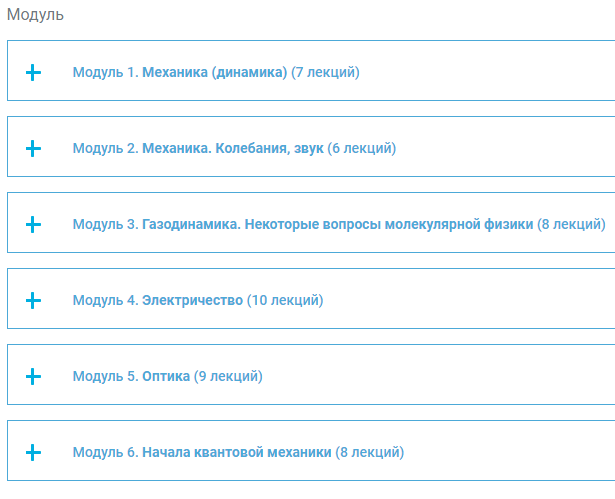 Модуль
Модуль 1. Механика (динамика) (7 лекций)
Модуль 2. Механика. Колебания, звук (6 лекций)
Модуль 3. Газодинамика. Некоторые вопросы молекулярной физики (8 лекций)
Модуль 4. Электричество (10 лекций)
Модуль 5. Оптика (9 лекций)
Модуль 6. Начала квантовой механики (8 лекций)